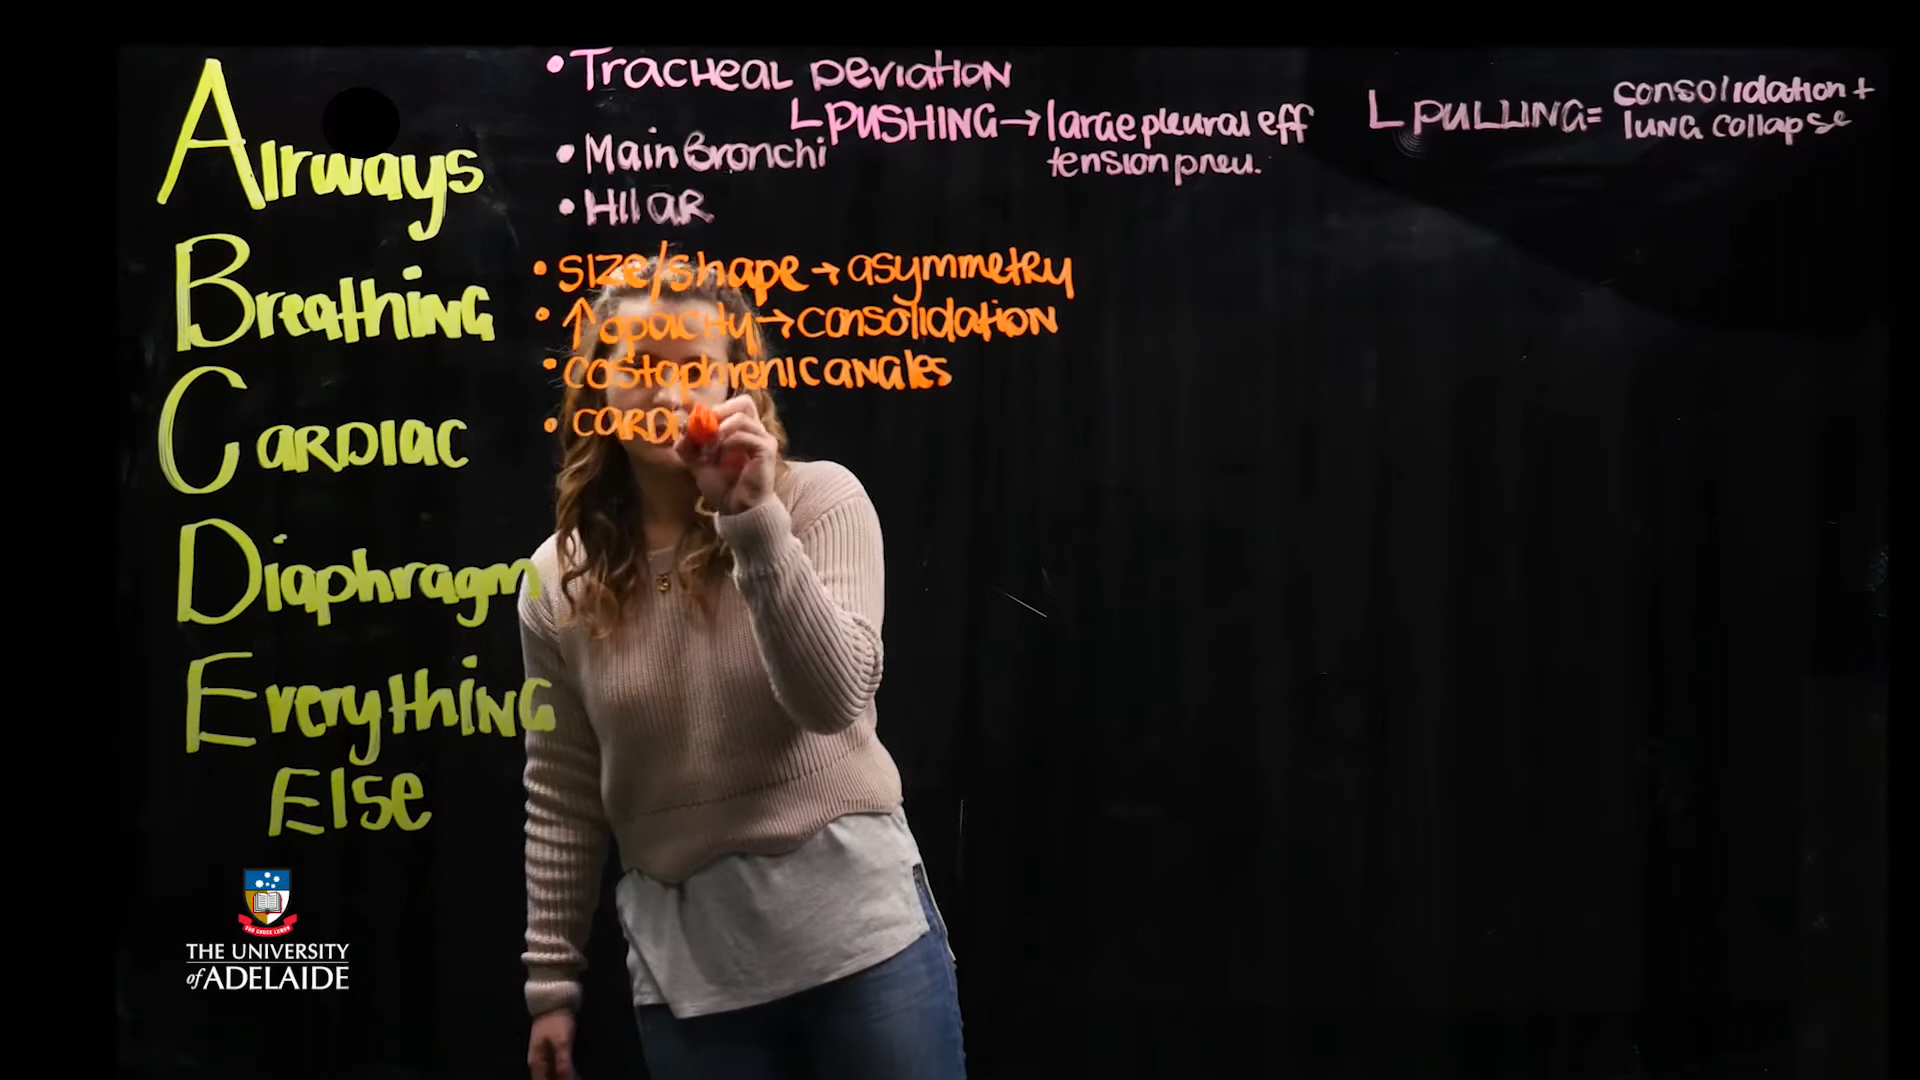 Airways
• Tracheal Deviation
L PUSHING → large pleural eff
tension pneu.
L PULLING = consolidation +
lung collapse
• Main Bronchi
• Hilar
Breathing
• Size/shape → asymmetry
• ↑ opacity → consolidation
• costophrenic angles
• cardi
Cardiac
Diaphragm
Everything
Else
THE UNIVERSITY
of ADELAIDE